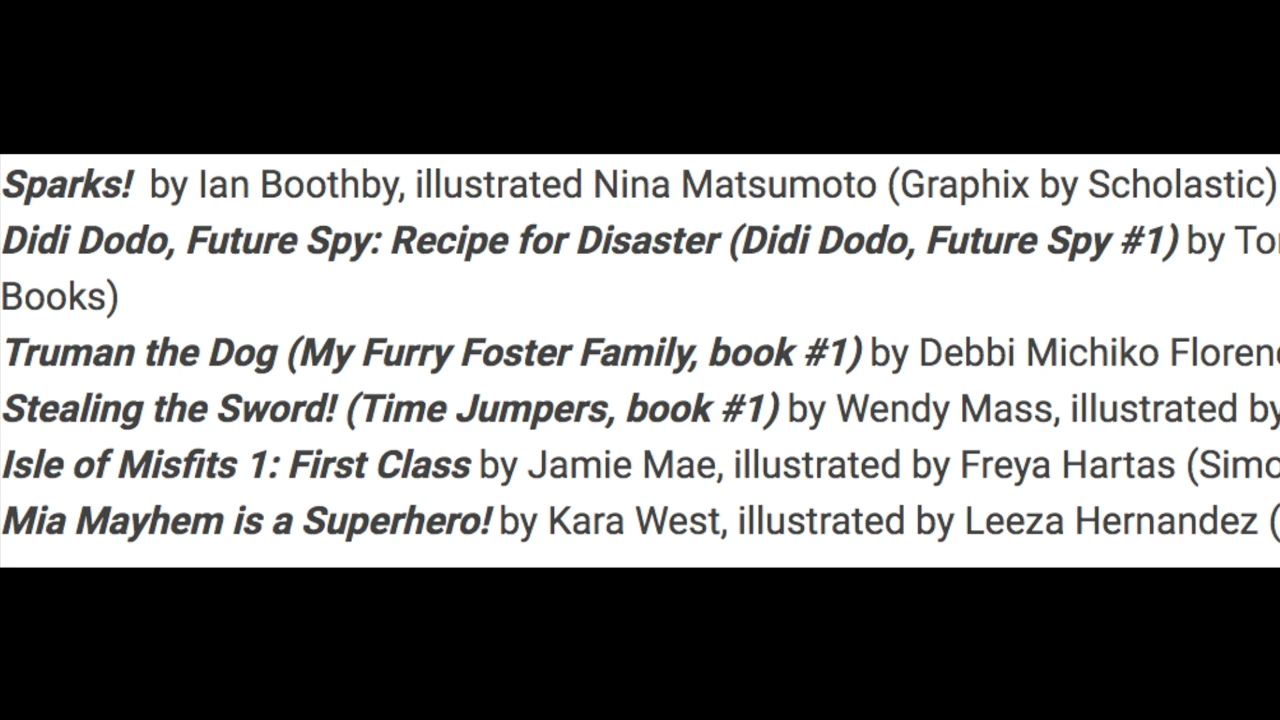 Sparks! by Ian Boothby, illustrated Nina Matsumoto (Graphix by Scholastic)
Didi Dodo, Future Spy: Recipe for Disaster (Didi Dodo, Future Spy #1) by
Books)
Truman the Dog (My Furry Foster Family, book #1) by Debbi Michiko
Stealing the Sword! (Time Jumpers, book #1) by Wendy Mass, illustrated by
Isle of Misfits 1: First Class by Jamie Mae, illustrated by Freya Hartas
Mia Mayhem is a Superhero! by Kara West, illustrated by Leeza Hernandez (